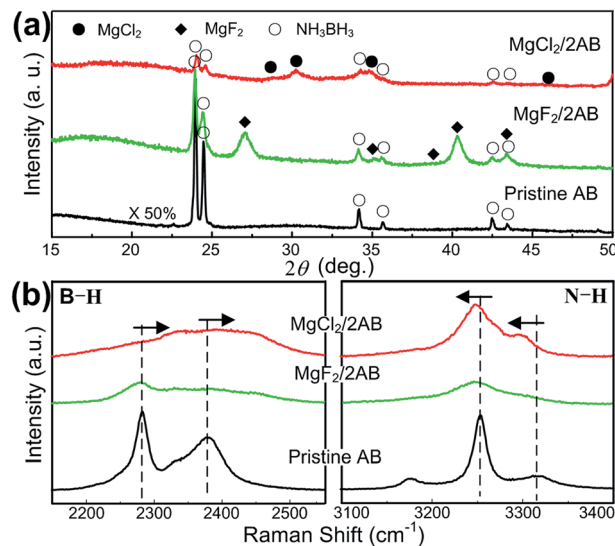 (a)
● MgCl₂ ◆ MgF₂ ○ NH₃BH₃
MgCl₂/2AB
MgF₂/2AB
Pristine AB
X 50%
Intensity (a. u.)
15 20 25 30 35 40 45 50
2θ (deg.)
(b)
B−H
N−H
MgCl₂/2AB
MgF₂/2AB
Pristine AB
Intensity (a.u.)
2200 2300 2400 2500 3100 3200 3300 3400
Raman Shift (cm⁻¹)